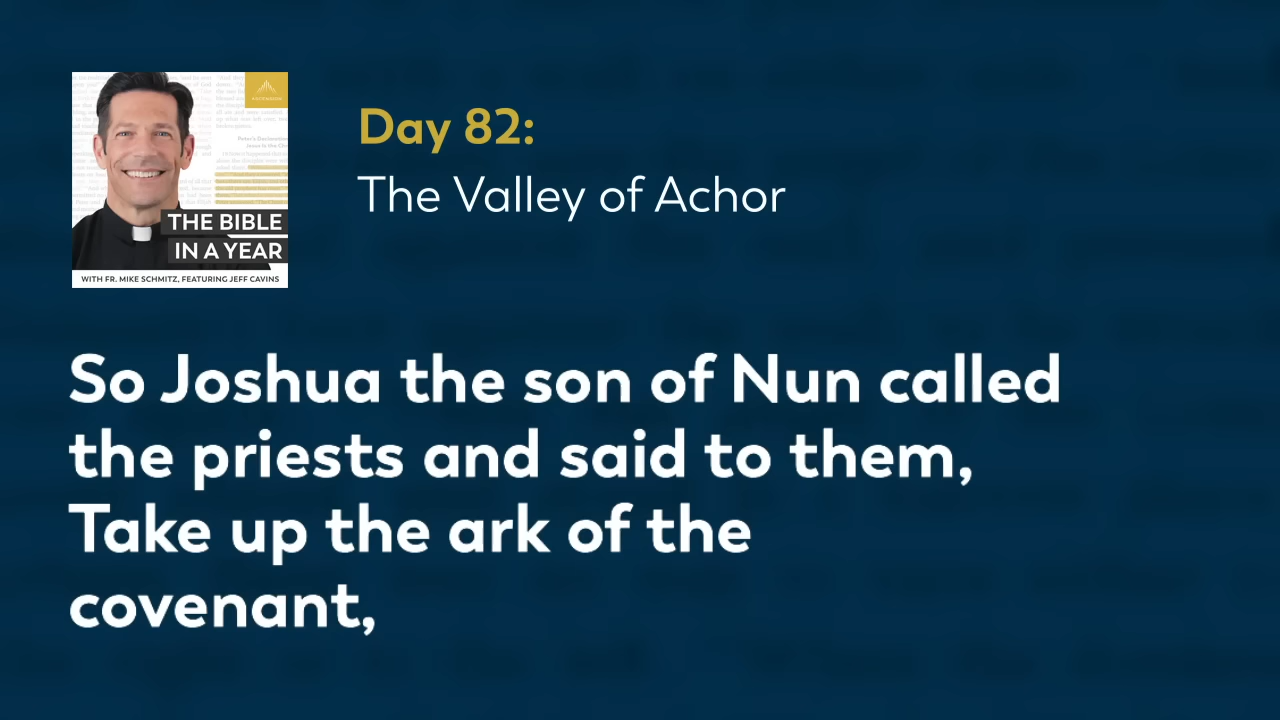 Day 82:
The Valley of Achor
THE BIBLE
IN A YEAR
WITH FR. MIKE SCHMITZ, FEATURING JEFF CAVINS
So Joshua the son of Nun called
the priests and said to them,
Take up the ark of the
covenant,